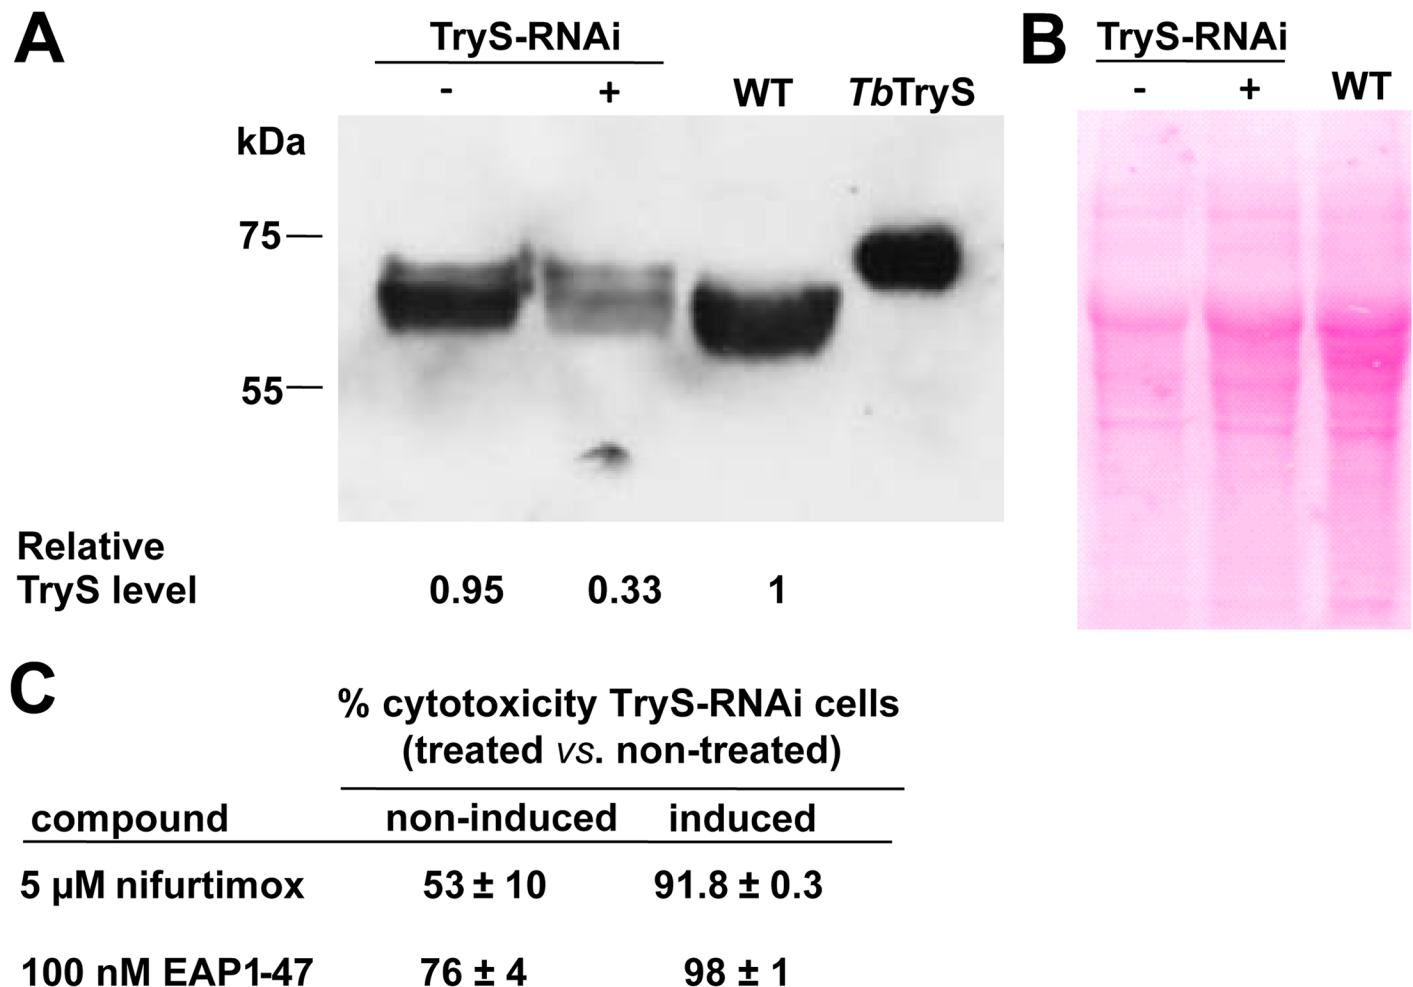 A
TryS-RNAi
- + WT TbTryS
kDa
75
55
Relative
TryS level 0.95 0.33 1
B
TryS-RNAi
- + WT
C
% cytotoxicity TryS-RNAi cells
(treated vs. non-treated)
compound non-induced induced
5 µM nifurtimox 53 ± 10 91.8 ± 0.3
100 nM EAP1-47 76 ± 4 98 ± 1